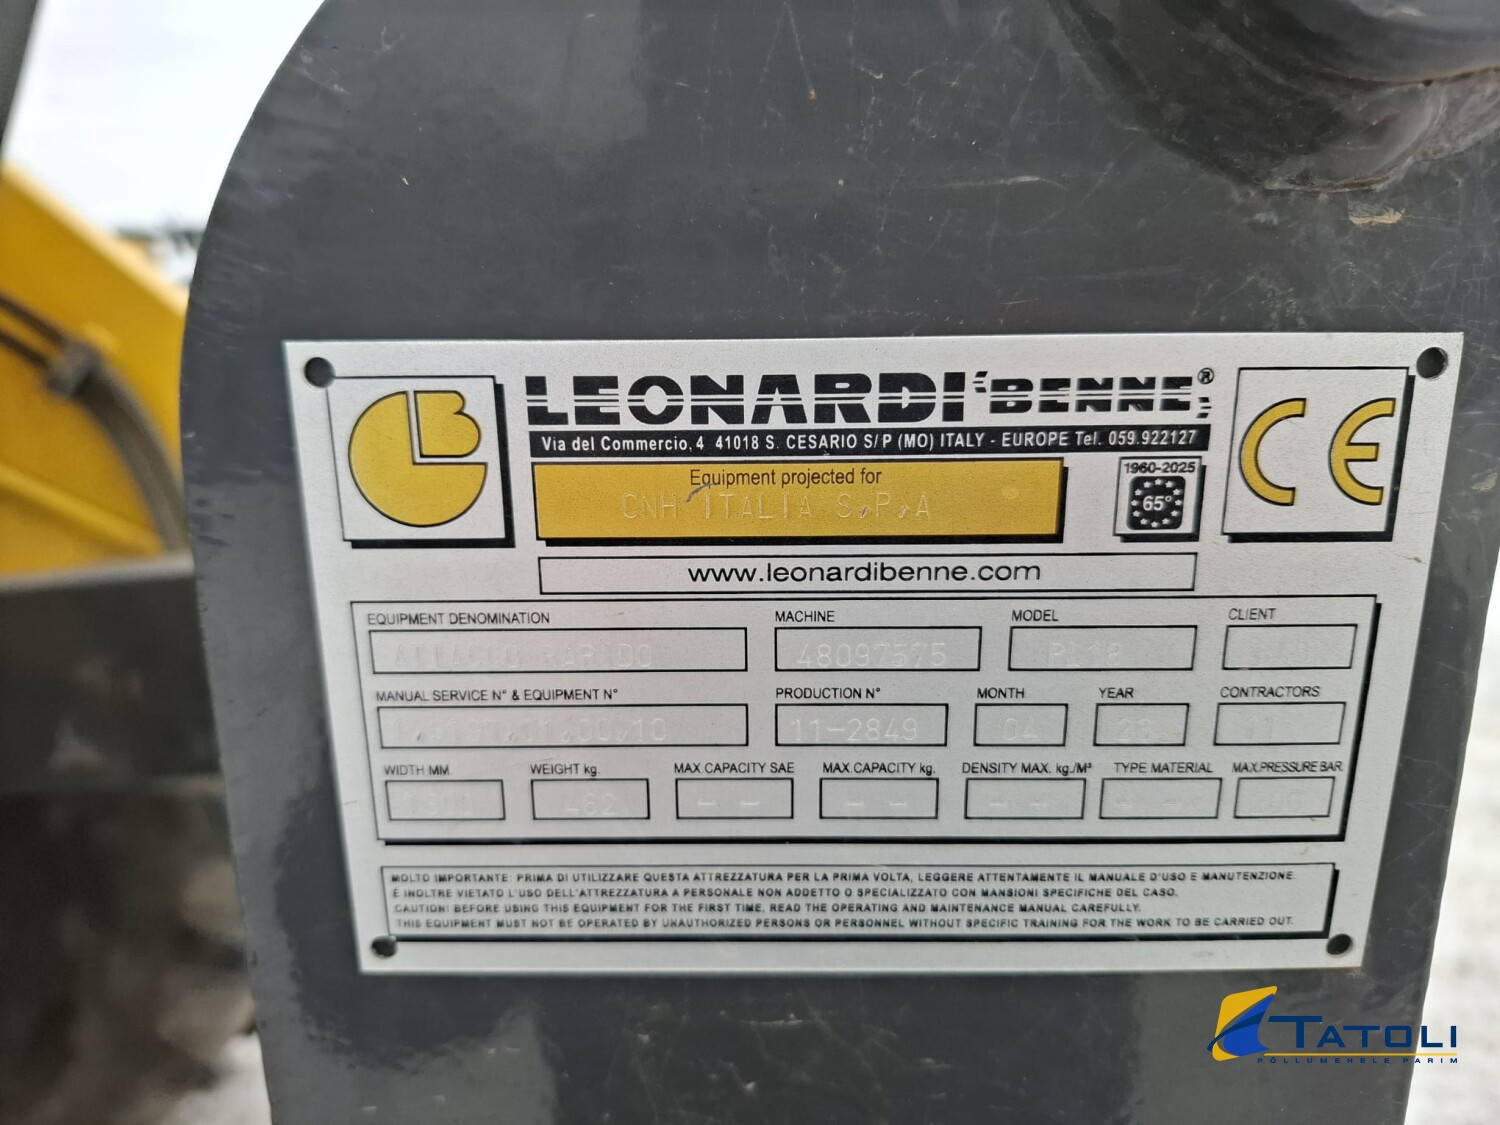 LEONARDI BENNE®
Via del Commercio, 4 41018 S. CESARIO S/P (MO) ITALY - EUROPE Tel. 059.922127
Equipment projected for
CNH ITALIA S.P.A
1960-2025
65°
CE
www.leonardibenne.com
EQUIPMENT DENOMINATION MACHINE MODEL CLIENT
ATTACCO RAPIDO 48097575
MANUAL SERVICE N° & EQUIPMENT N° PRODUCTION N° MONTH YEAR CONTRACTORS
11-2849 04 23 11
WIDTH MM. WEIGHT kg. MAX.CAPACITY SAE MAX.CAPACITY kg. DENSITY MAX. kg./M³ TYPE MATERIAL MAX.PRESSURE BAR.
- - - - - - - -
MOLTO IMPORTANTE: PRIMA DI UTILIZZARE QUESTA ATTREZZATURA PER LA PRIMA VOLTA, LEGGERE ATTENTAMENTE IL MANUALE D'USO E MANUTENZIONE.
È INOLTRE VIETATO L'USO DELL'ATTREZZATURA A PERSONALE NON ADDETTO O SPECIALIZZATO CON MANSIONI SPECIFICHE DEL CASO.
CAUTION! BEFORE USING THIS EQUIPMENT FOR THE FIRST TIME, READ THE OPERATING AND MAINTENANCE MANUAL CAREFULLY.
THIS EQUIPMENT MUST NOT BE OPERATED BY UNAUTHORIZED PERSONS OR PERSONNEL WITHOUT SPECIFIC TRAINING FOR THE WORK TO BE CARRIED OUT.
TATOLI
PÕLLUMEHELE PARIM